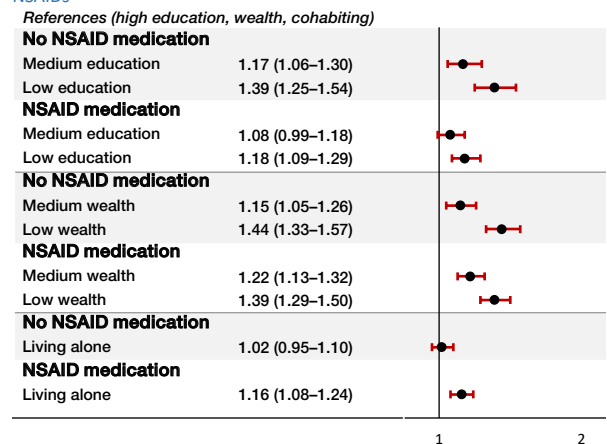 NSAIDs
References (high education, wealth, cohabiting)
No NSAID medication
Medium education 1.17 (1.06–1.30)
Low education 1.39 (1.25–1.54)
NSAID medication
Medium education 1.08 (0.99–1.18)
Low education 1.18 (1.09–1.29)
No NSAID medication
Medium wealth 1.15 (1.05–1.26)
Low wealth 1.44 (1.33–1.57)
NSAID medication
Medium wealth 1.22 (1.13–1.32)
Low wealth 1.39 (1.29–1.50)
No NSAID medication
Living alone 1.02 (0.95–1.10)
NSAID medication
Living alone 1.16 (1.08–1.24)
1 2